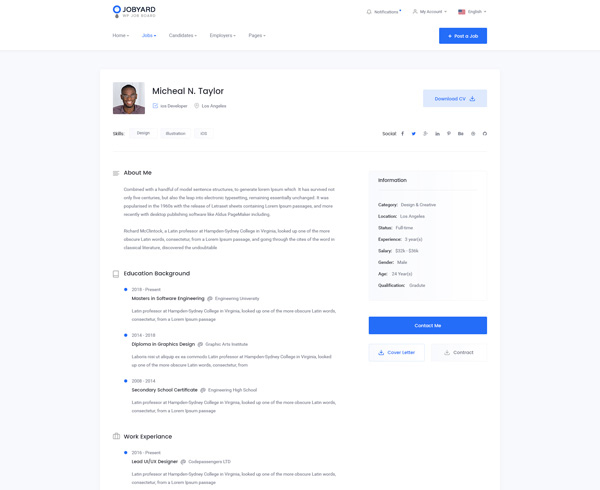 JOBYARD
WP JOB BOARD
Notifications
My Account
English
Home
Jobs
Candidates
Employers
Pages
+ Post a Job
Micheal N. Taylor
ios Developer
Los Angeles
Download CV
Skills:
Design
Illustration
iOS
Social:
About Me
Combined with a handful of model sentence structures, to generate lorem Ipsum which It has survived not
only five centuries, but also the leap into electronic typesetting, remaining essentially unchanged. It was
popularised in the 1960s with the release of Letraset sheets containing Lorem Ipsum passages, and more
recently with desktop publishing software like Aldus PageMaker including.
Richard McClintock, a Latin professor at Hampden-Sydney College in Virginia, looked up one of the more
obscure Latin words, consectetur, from a Lorem Ipsum passage, and going through the cites of the word in
classical literature, discovered the undoubtable
Information
Category: Design & Creative
Location: Los Angeles
Status: Full-time
Experience: 3 year(s)
Salary: $32k - $36k
Gender: Male
Age: 24 Year(s)
Qualification: Gradute
Contact Me
Cover Letter
Contract
Education Background
2018 - Present
Masters in Software Engineering @ Engineering University
Latin professor at Hampden-Sydney College in Virginia, looked up one of the more obscure Latin words,
consectetur, from a Lorem Ipsum passage
2014 - 2018
Diploma in Graphics Design @ Graphic Arts Institute
Laboris nisi ut aliquip ex ea commodo Latin professor at Hampden-Sydney College in Virginia, looked
up one of the more obscure Latin words, consectetur, from
2008 - 2014
Secondary School Certificate @ Engineering High School
Latin professor at Hampden-Sydney College in Virginia, looked up one of the more obscure Latin words,
consectetur, from a Lorem Ipsum passage
Work Experiance
2016 - Present
Lead UI/UX Designer @ Codepassengers LTD
Latin professor at Hampden-Sydney College in Virginia, looked up one of the more obscure Latin words,
consectetur, from a Lorem Ipsum passage